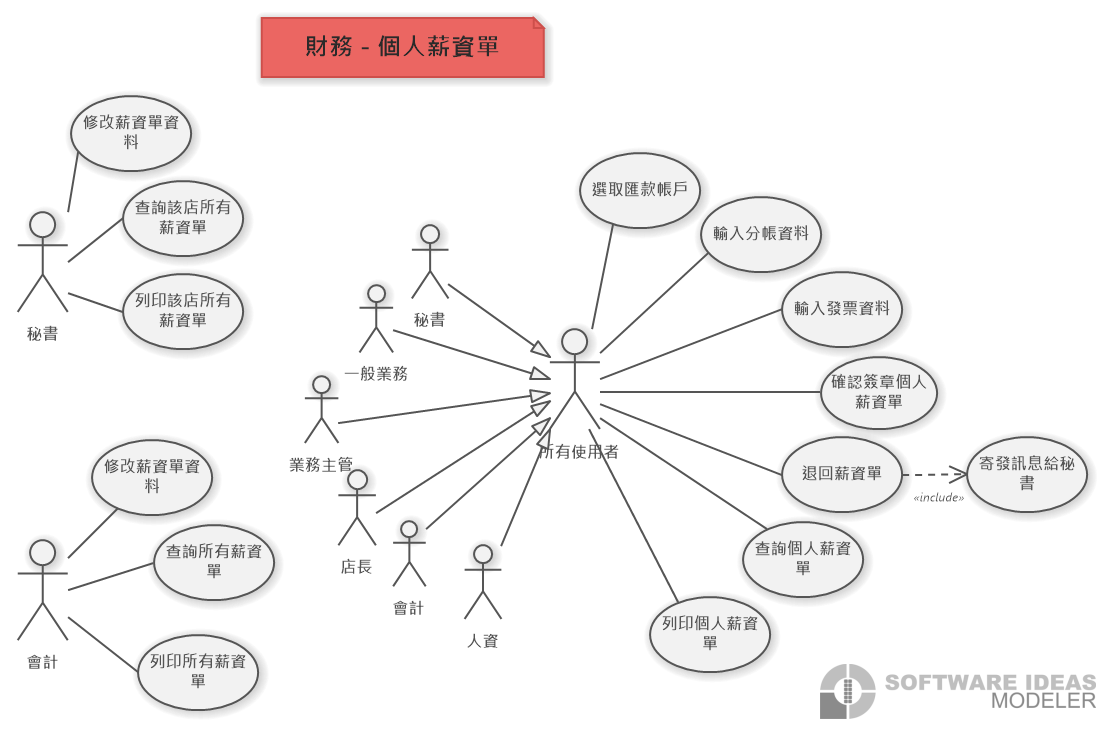 財務 - 個人薪資單
修改薪資單資
料
查詢該店所有
薪資單
列印該店所有
薪資單
秘書
修改薪資單資
料
查詢所有薪資
單
列印所有薪資
單
會計
秘書
一般業務
業務主管
店長
會計
人資
所有使用者
選取匯款帳戶
輸入分帳資料
輸入發票資料
確認簽章個人
薪資單
退回薪資單
«include»
寄發訊息給秘
書
查詢個人薪資
單
列印個人薪資
單
SOFTWARE IDEAS
MODELER